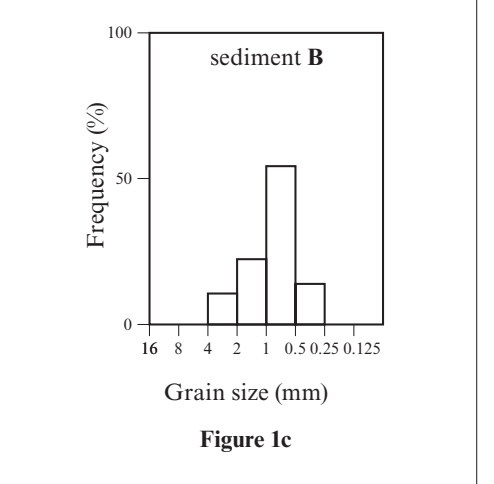 100
sediment B
Frequency (%)
50
0
16 8 4 2 1 0.5 0.25 0.125
Grain size (mm)
Figure 1c